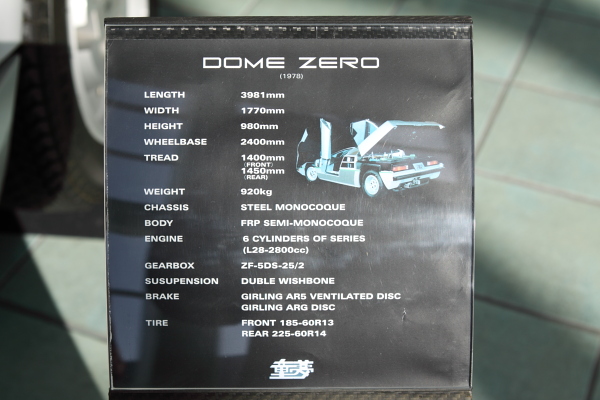 DOME ZERO
(1978)
LENGTH 3981mm
WIDTH 1770mm
HEIGHT 980mm
WHEELBASE 2400mm
TREAD 1400mm
(FRONT)
1450mm
(REAR)
WEIGHT 920kg
CHASSIS STEEL MONOCOQUE
BODY FRP SEMI-MONOCOQUE
ENGINE 6 CYLINDERS OF SERIES
(L28-2800cc)
GEARBOX ZF-5DS-25/2
SUSUPENSION DUBLE WISHBONE
BRAKE GIRLING AR5 VENTILATED DISC
GIRLING ARG DISC
TIRE FRONT 185-60R13
REAR 225-60R14
童夢